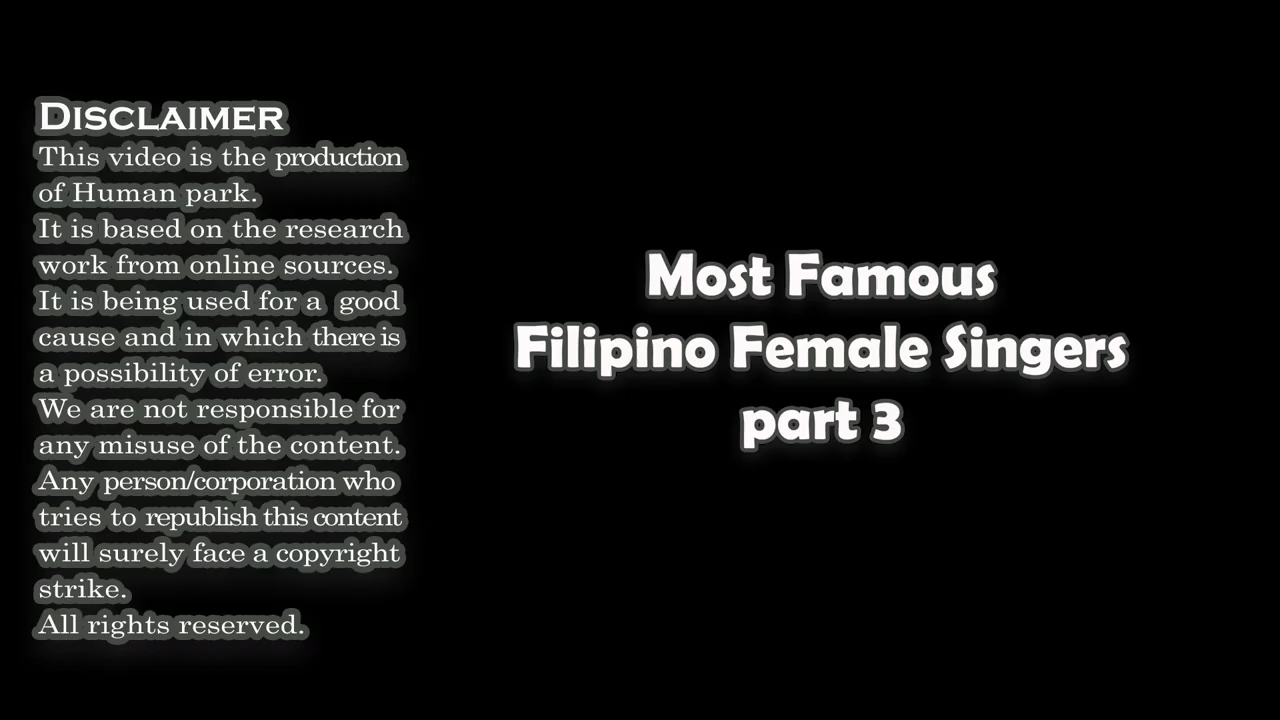 DISCLAIMER
This video is the production
of Human park.
It is based on the research
work from online sources.
It is being used for a good
cause and in which there is
a possibility of error.
We are not responsible for
any misuse of the content.
Any person/corporation who
tries to republish this content
will surely face a copyright
strike.
All rights reserved.
Most Famous
Filipino Female Singers
part 3